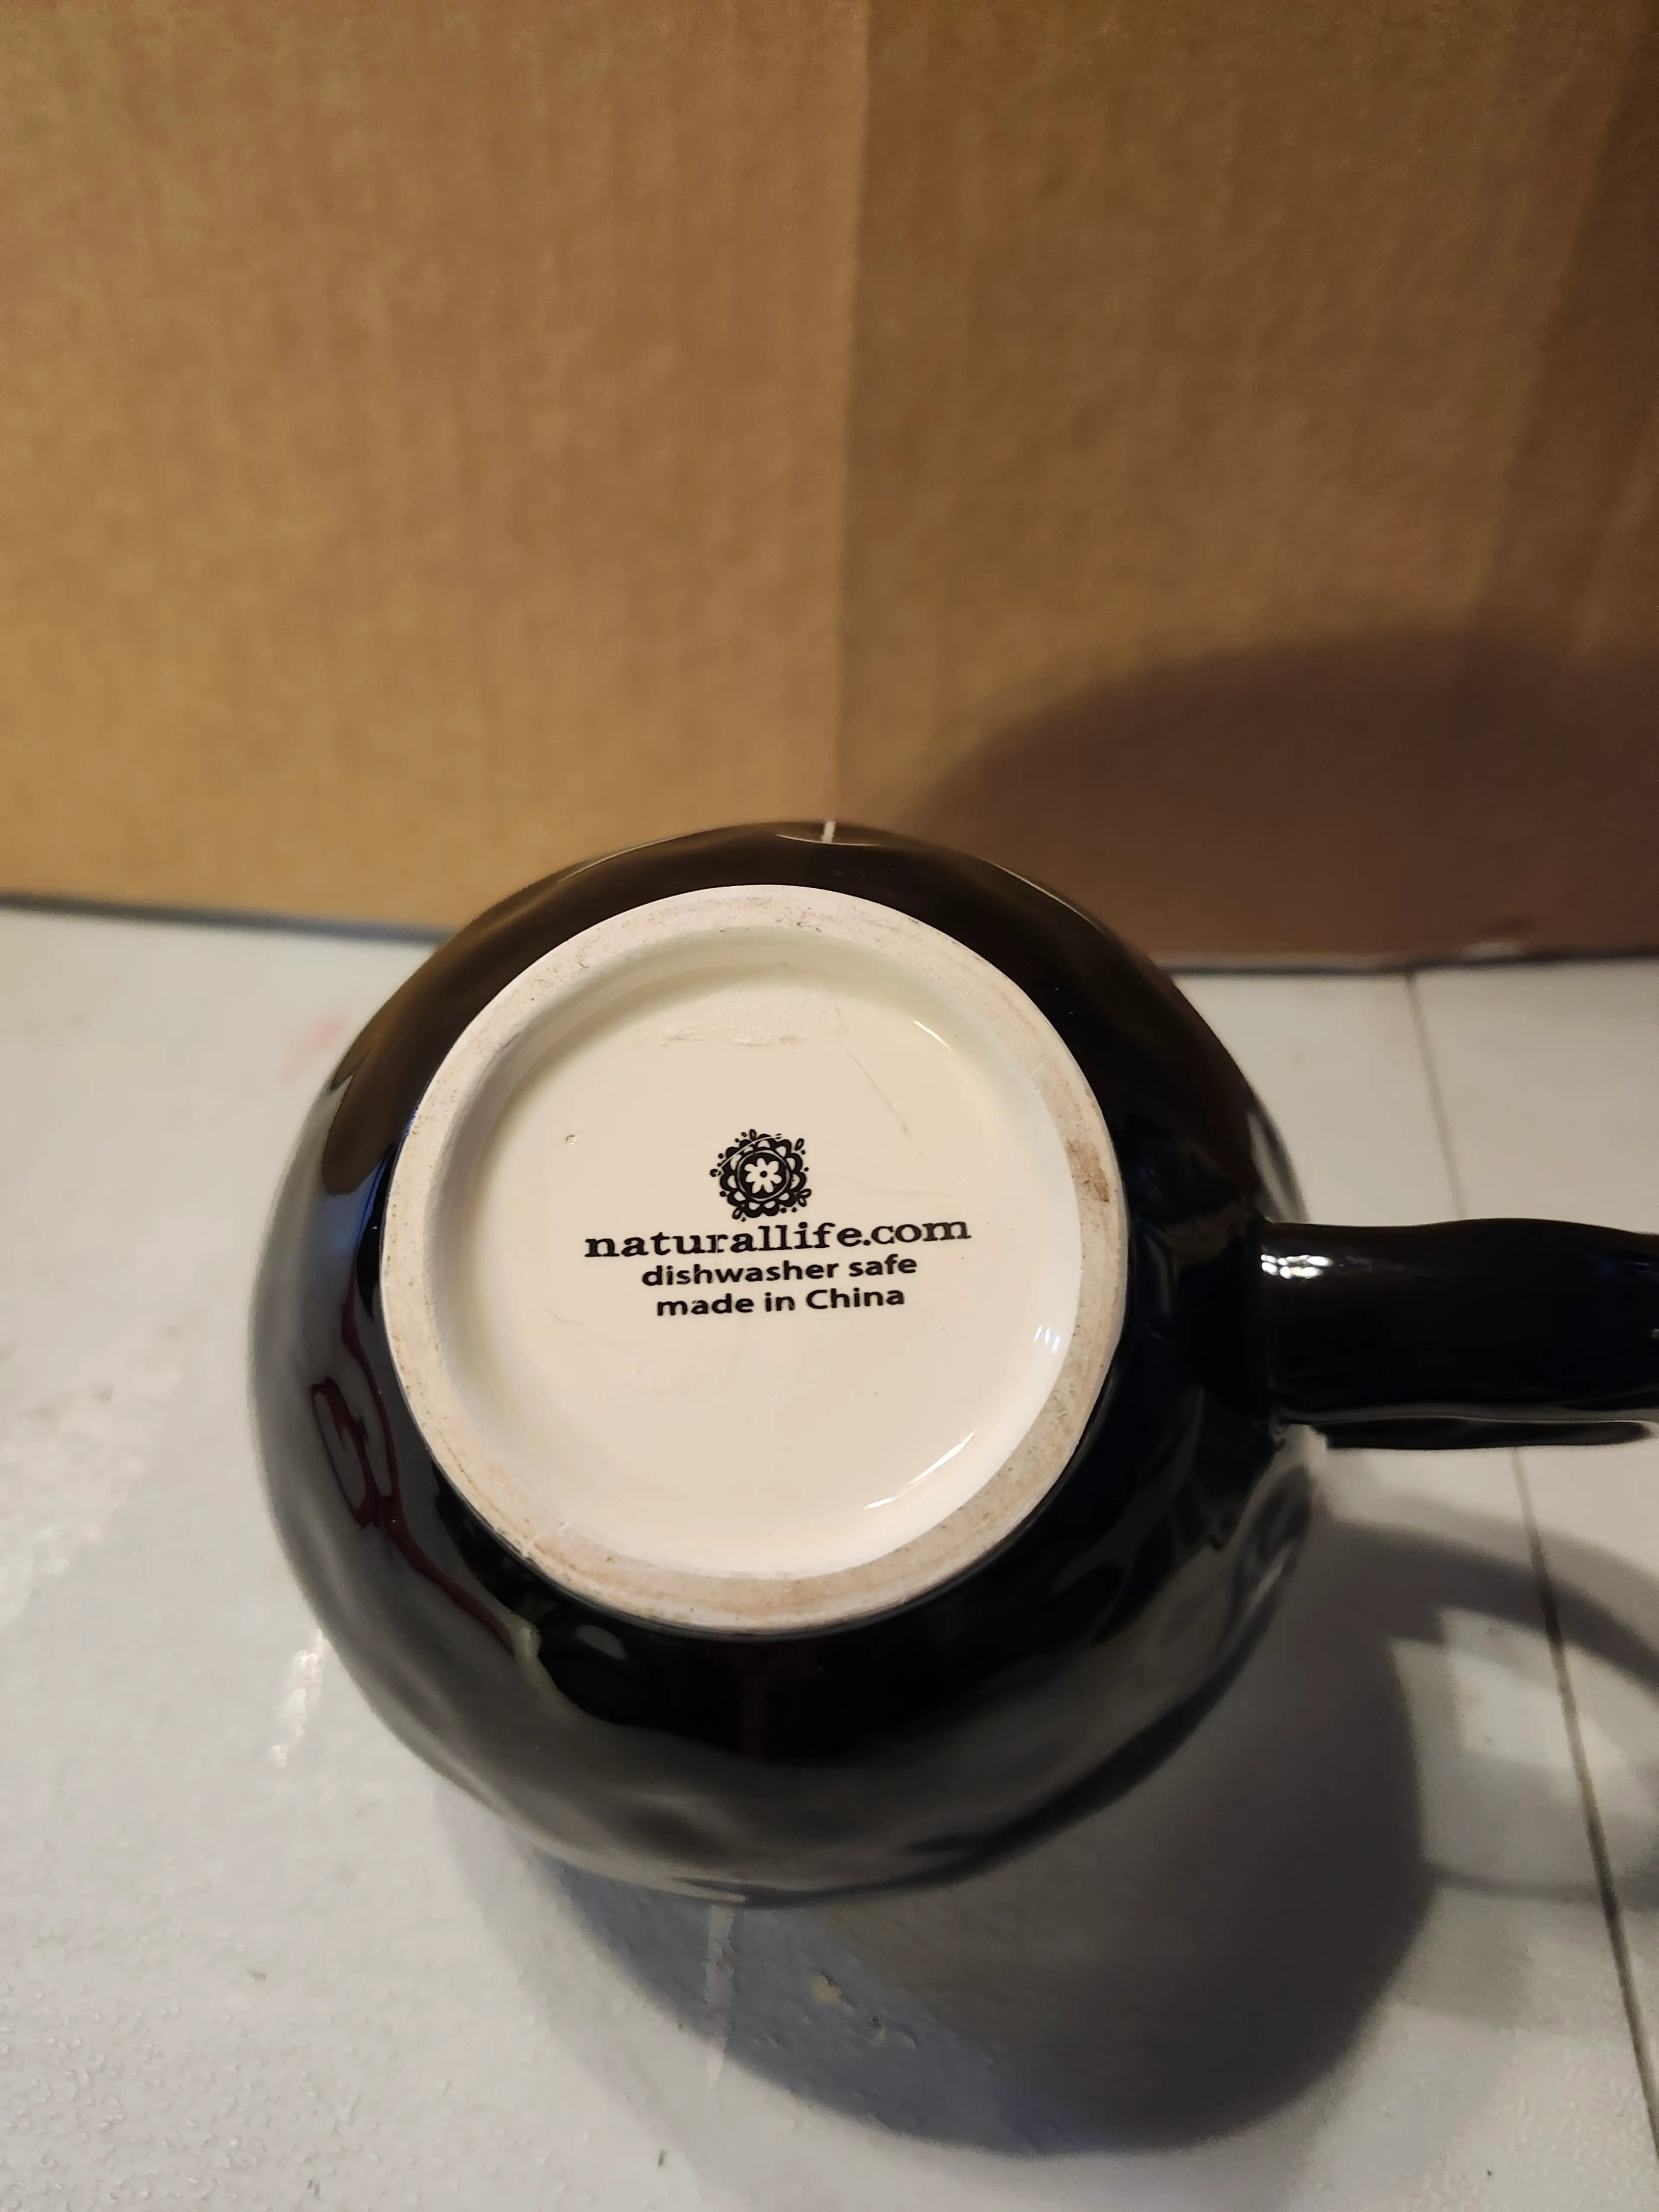 naturallife.com
dishwasher safe
made in China